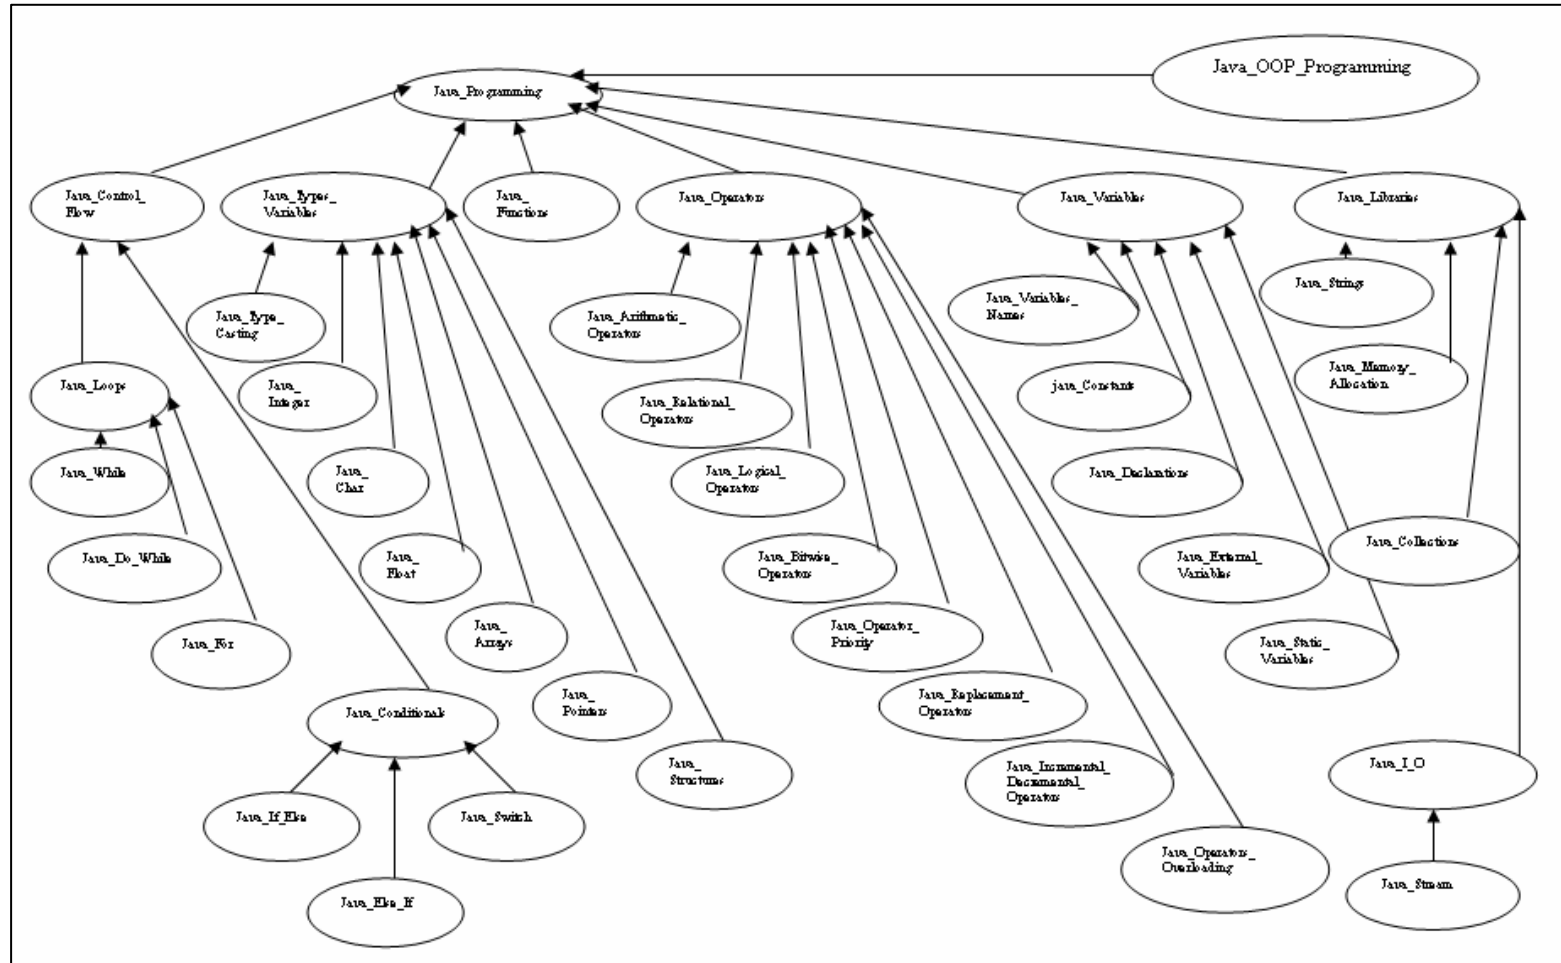 Java_OOP_Programming
Java_Programming
Java_Control_
Flow
Java_Types_
Variables
Java_
Functions
Java_Operators
Java_Variables
Java_Libraries
Java_Type_
Casting
Java_Arithmetic_
Operators
Java_Variables_
Names
Java_Strings
Java_Loops
Java_
Integer
Java_Relational_
Operators
java_Constants
Java_Memory_
Allocation
Java_While
Java_
Char
Java_Logical_
Operators
Java_Declarations
Java_Do_While
Java_
Float
Java_Bitwise_
Operators
Java_External_
Variables
Java_Collections
Java_For
Java_
Arrays
Java_Operator_
Priority
Java_Static_
Variables
Java_Conditionals
Java_
Pointers
Java_Replacement_
Operators
Java_
Structures
Java_Incremental_
Decremental_
Operators
Java_I_O
Java_If_Else
Java_Switch
Java_Operators_
Overloading
Java_Stream
Java_Else_If